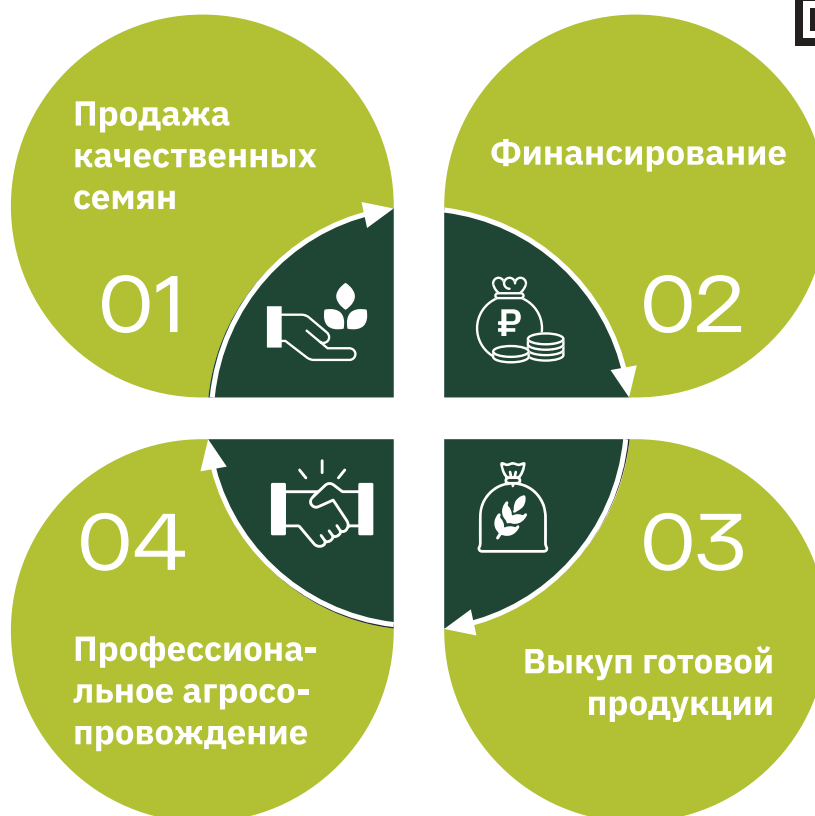 Продажа
качественных
семян
01
Финансирование
02
₽
04
Профессиона-
льное агросо-
провождение
03
Выкуп готовой
продукции